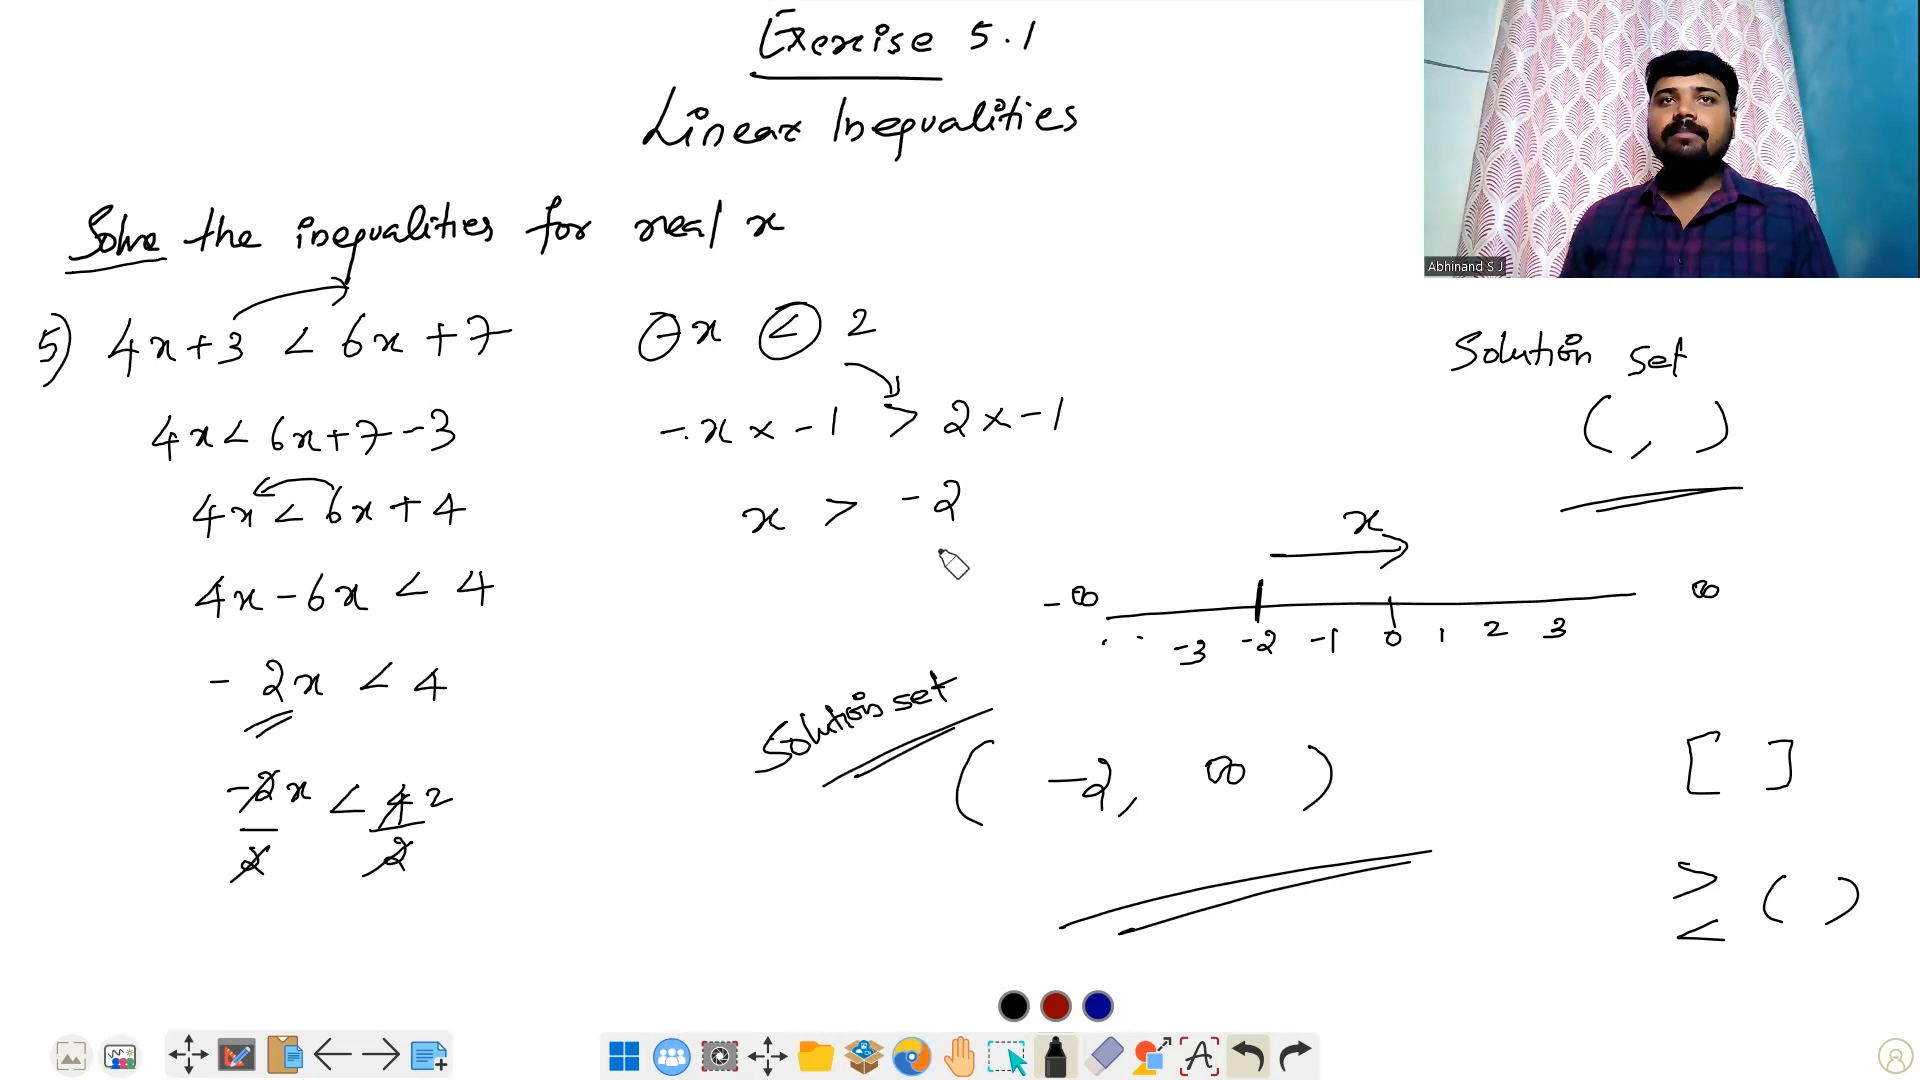 Exercise 5.1
Linear Inequalities
Solve the inequalities for real x
5) 4x+3 < 6x+7
4x < 6x+7-3
4x < 6x+4
4x-6x < 4
- 2x < 4
-2x/2 < 4/2 2
-x < 2
-x x -1 > 2 x -1
x > -2
Solution set
( , )
x
-∞ ∞
. . -3 -2 -1 0 1 2 3
Solution set
( -2, ∞ )
[ ]
> ( )
<
Abhinand S J